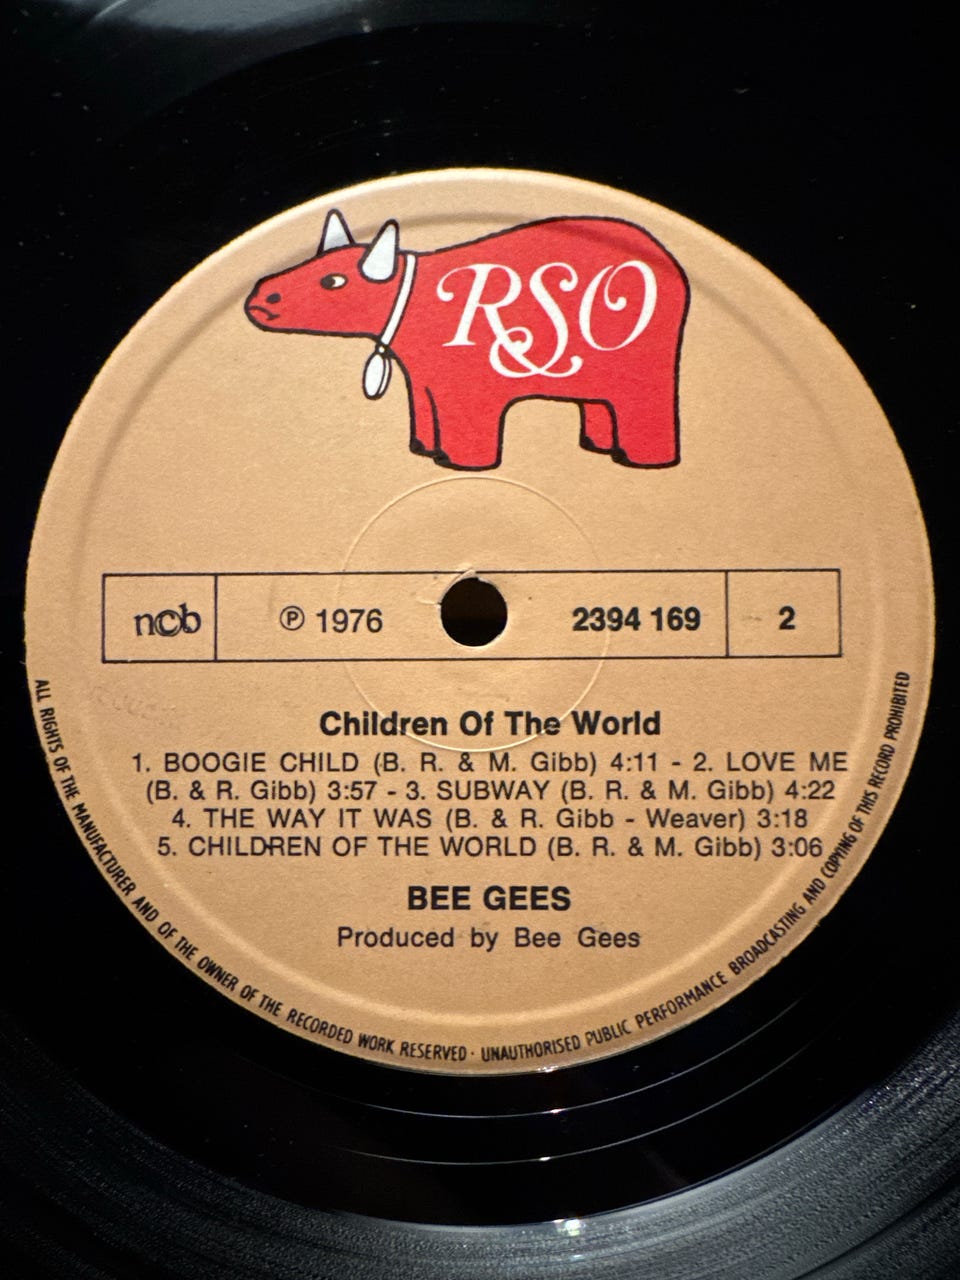 RSO
ncb ℗ 1976 2394 169 2
Children Of The World
1. BOOGIE CHILD (B. R. & M. Gibb) 4:11 - 2. LOVE ME
(B. & R. Gibb) 3:57 - 3. SUBWAY (B. R. & M. Gibb) 4:22
4. THE WAY IT WAS (B. & R. Gibb - Weaver) 3:18
5. CHILDREN OF THE WORLD (B. R. & M. Gibb) 3:06
BEE GEES
Produced by Bee Gees
ALL RIGHTS OF THE MANUFACTURER AND OF THE OWNER OF THE RECORDED WORK RESERVED · UNAUTHORISED PUBLIC PERFORMANCE BROADCASTING AND COPYING OF THIS RECORD PROHIBITED